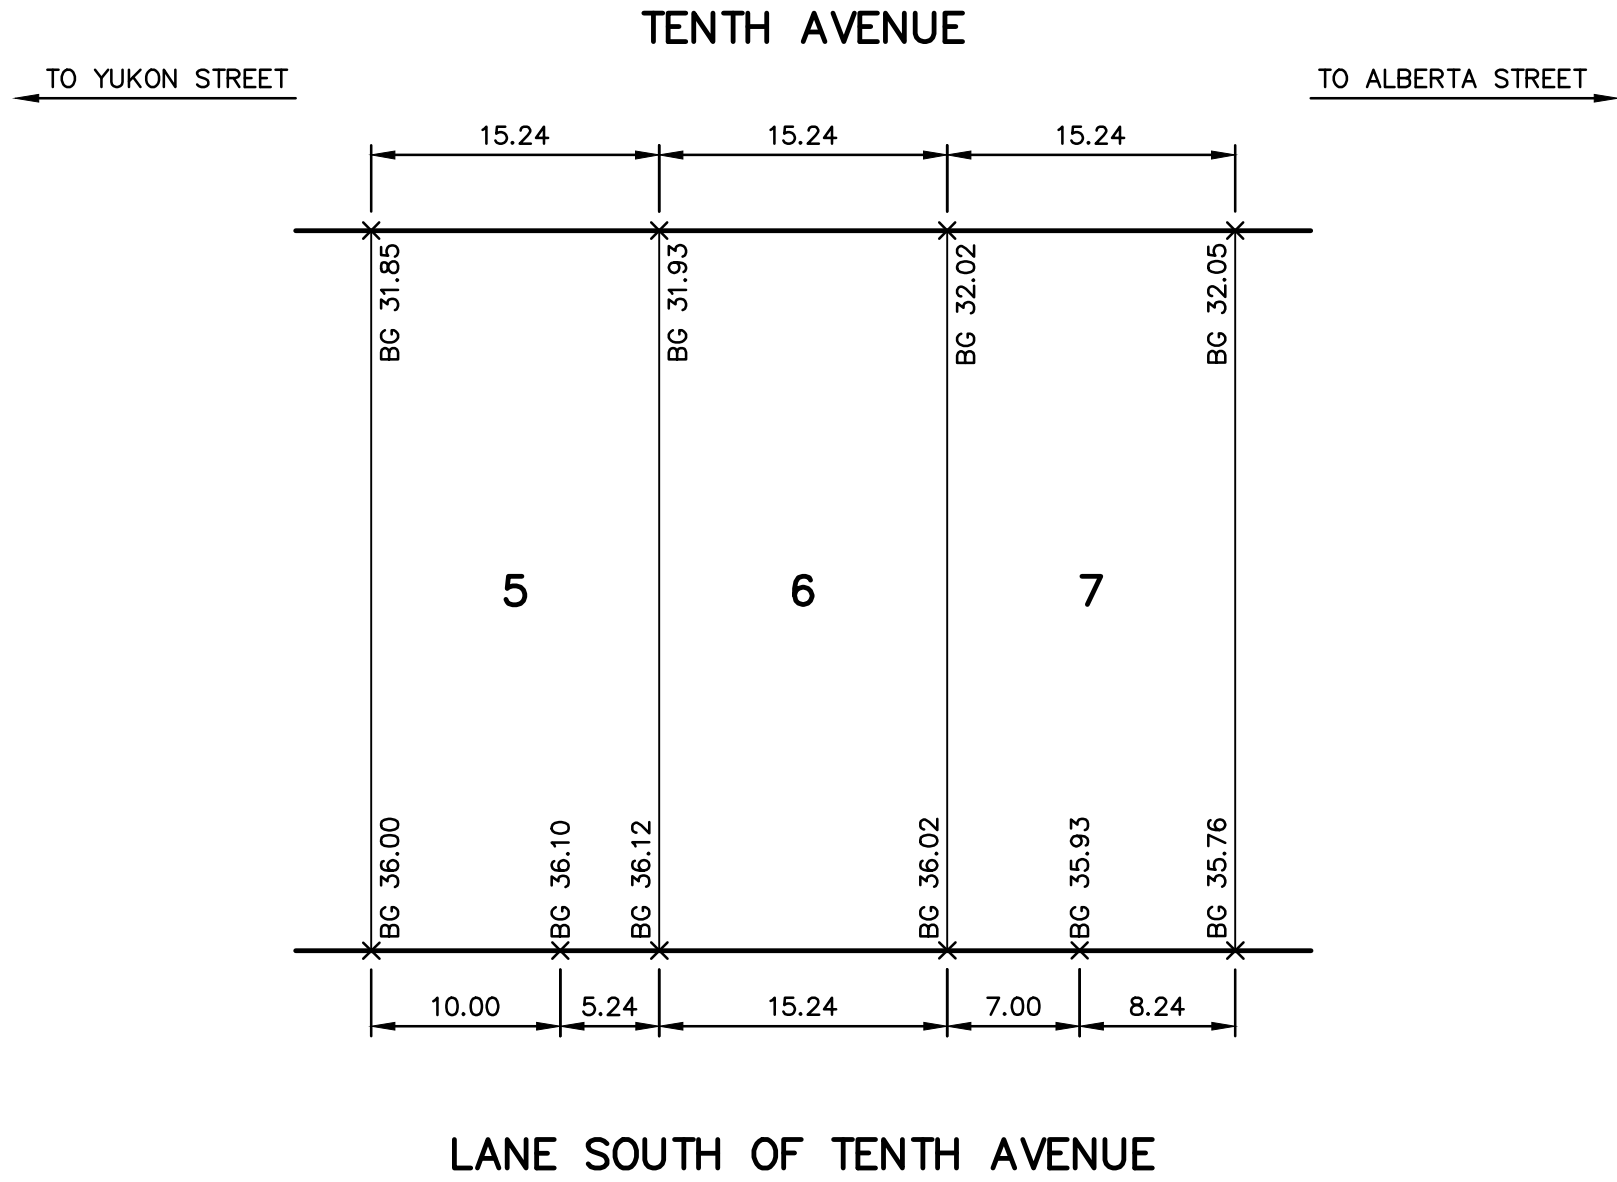 TENTH AVENUE
TO YUKON STREET
TO ALBERTA STREET
15.24
15.24
15.24
BG 31.85
BG 31.93
BG 32.02
BG 32.05
5
6
7
BG 36.00
BG 36.10
BG 36.12
BG 36.02
BG 35.93
BG 35.76
10.00
5.24
15.24
7.00
8.24
LANE SOUTH OF TENTH AVENUE